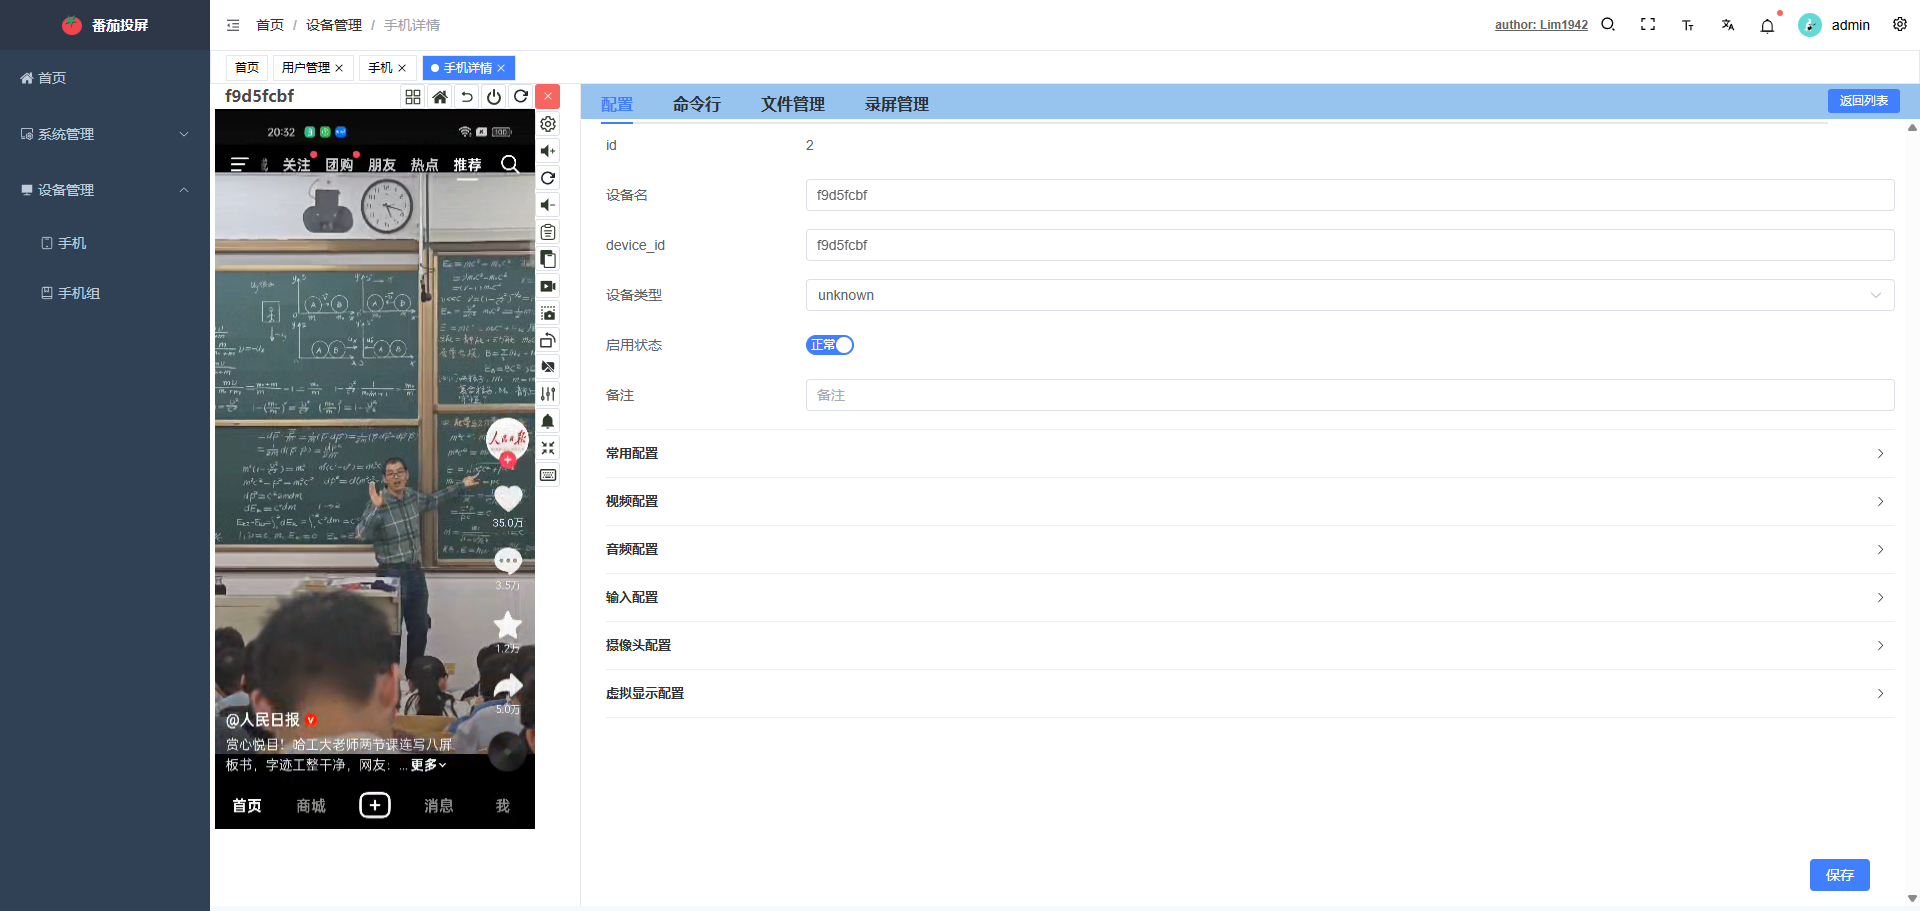 番茄投屏
首页
系统管理
设备管理
手机
手机组
首页 / 设备管理 / 手机详情
author: Lim1942
admin
首页
用户管理
手机
手机详情
f9d5fcbf
20:32
100
关注 团购 朋友 热点 推荐
人民日报
35.0万
3.5万
1.2万
5.0万
@人民日报
赏心悦目！哈工大老师两节课连写八屏
板书，字迹工整干净，网友：... 更多
首页 商城 消息 我
配置 命令行 文件管理 录屏管理
返回列表
id 2
设备名 f9d5fcbf
device_id f9d5fcbf
设备类型 unknown
启用状态 正常
备注 备注
常用配置
视频配置
音频配置
输入配置
摄像头配置
虚拟显示配置
保存